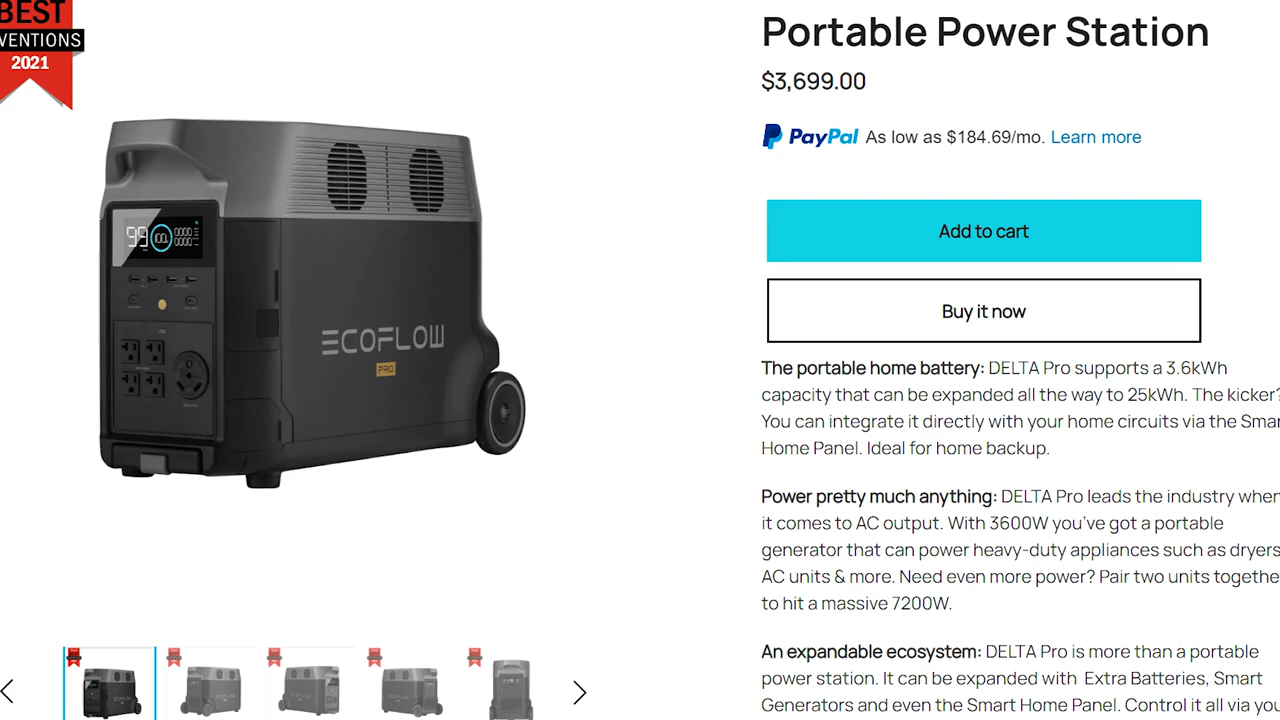 BEST
VENTIONS
2021
Portable Power Station
$3,699.00
PayPal As low as $184.69/mo. Learn more
Add to cart
Buy it now
99
100
ECOFLOW
PRO
The portable home battery: DELTA Pro supports a 3.6kWh
capacity that can be expanded all the way to 25kWh. The kicker?
You can integrate it directly with your home circuits via the Smar
Home Panel. Ideal for home backup.
Power pretty much anything: DELTA Pro leads the industry when
it comes to AC output. With 3600W you've got a portable
generator that can power heavy-duty appliances such as dryers
AC units & more. Need even more power? Pair two units togethe
to hit a massive 7200W.
An expandable ecosystem: DELTA Pro is more than a portable
power station. It can be expanded with Extra Batteries, Smart
Generators and even the Smart Home Panel. Control it all via you